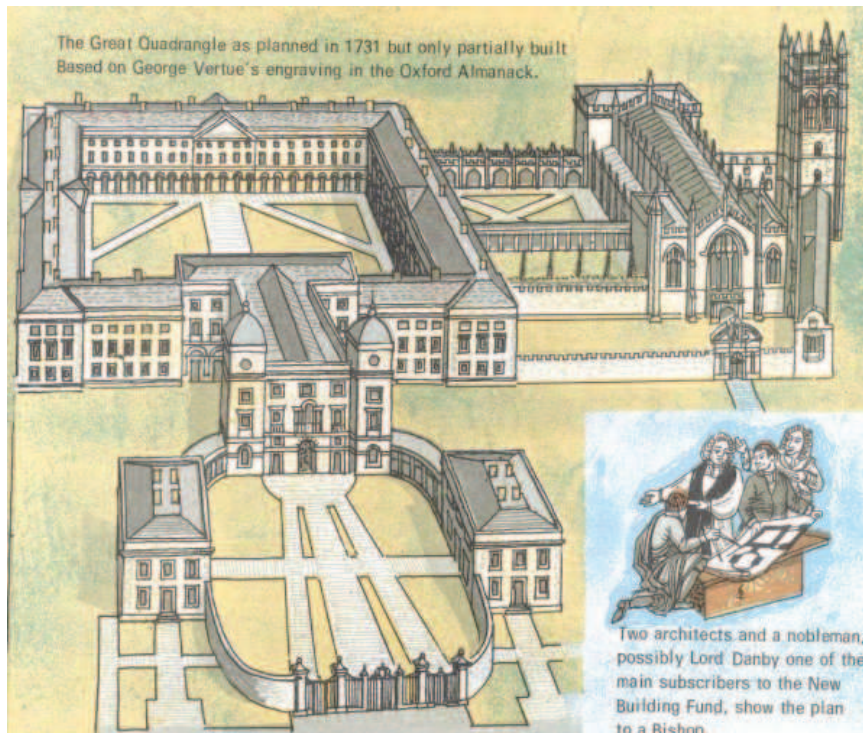 The Great Quadrangle as planned in 1731 but only partially built
Based on George Vertue's engraving in the Oxford Almanack.
Two architects and a nobleman,
possibly Lord Danby one of the
main subscribers to the New
Building Fund, show the plan
to a Bishop.